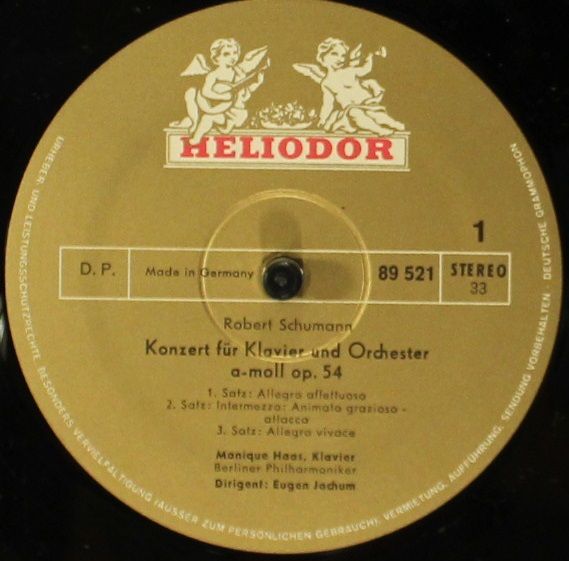 HELIODOR
1
D. P.
Made in Germany
89 521
STEREO
33
Robert Schumann
Konzert für Klavier und Orchester
a-moll op. 54
1. Satz: Allegro affettuoso
2. Satz: Intermezzo: Animato grazioso -
attacca
3. Satz: Allegro vivace
Monique Haas, Klavier
Berliner Philharmoniker
Dirigent: Eugen Jochum
URHEBER- UND LEISTUNGSSCHUTZRECHTE BESONDERS VERVIELFÄLTIGUNG (AUSSER ZUM PERSÖNLICHEN GEBRAUCH), VERMIETUNG, AUFFÜHRUNG, SENDUNG VORBEHALTEN · DEUTSCHE GRAMMOPHON